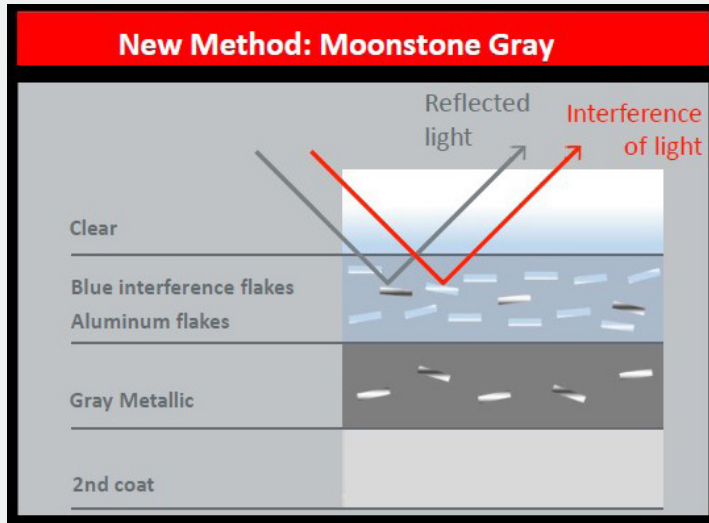 New Method: Moonstone Gray
Reflected
light
Interference
of light
Clear
Blue interference flakes
Aluminum flakes
Gray Metallic
2nd coat